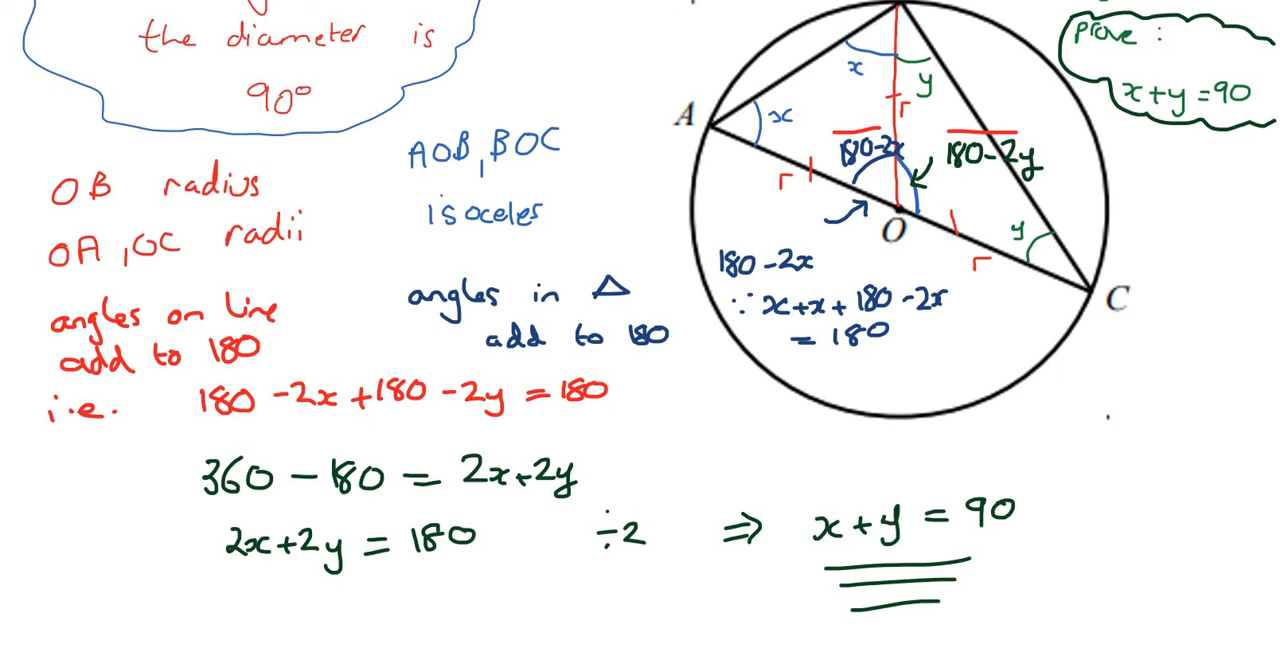 the diameter is
90°
OB radius
OA, OC radii
angles on line
add to 180
i.e. 180 - 2x + 180 - 2y = 180
AOB, BOC
isoceles
angles in △
add to 180
360 - 180 = 2x + 2y
2x + 2y = 180 ÷2 ⇒ x + y = 90
prove :
x + y = 90
x
y
A
x
r
180-2x
180-2y
r
O
y
r
C
180 - 2x
∵ x + x + 180 - 2x
= 180